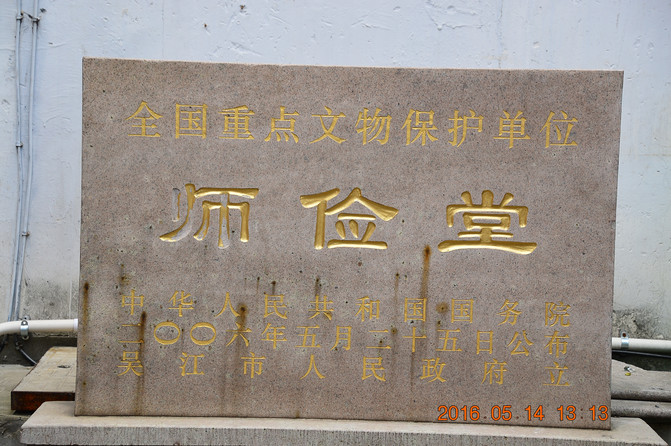 全国重点文物保护单位
师俭堂
中华人民共和国国务院
二〇〇六年五月二十五日公布
吴江市人民政府立
2016.05.14 13:13